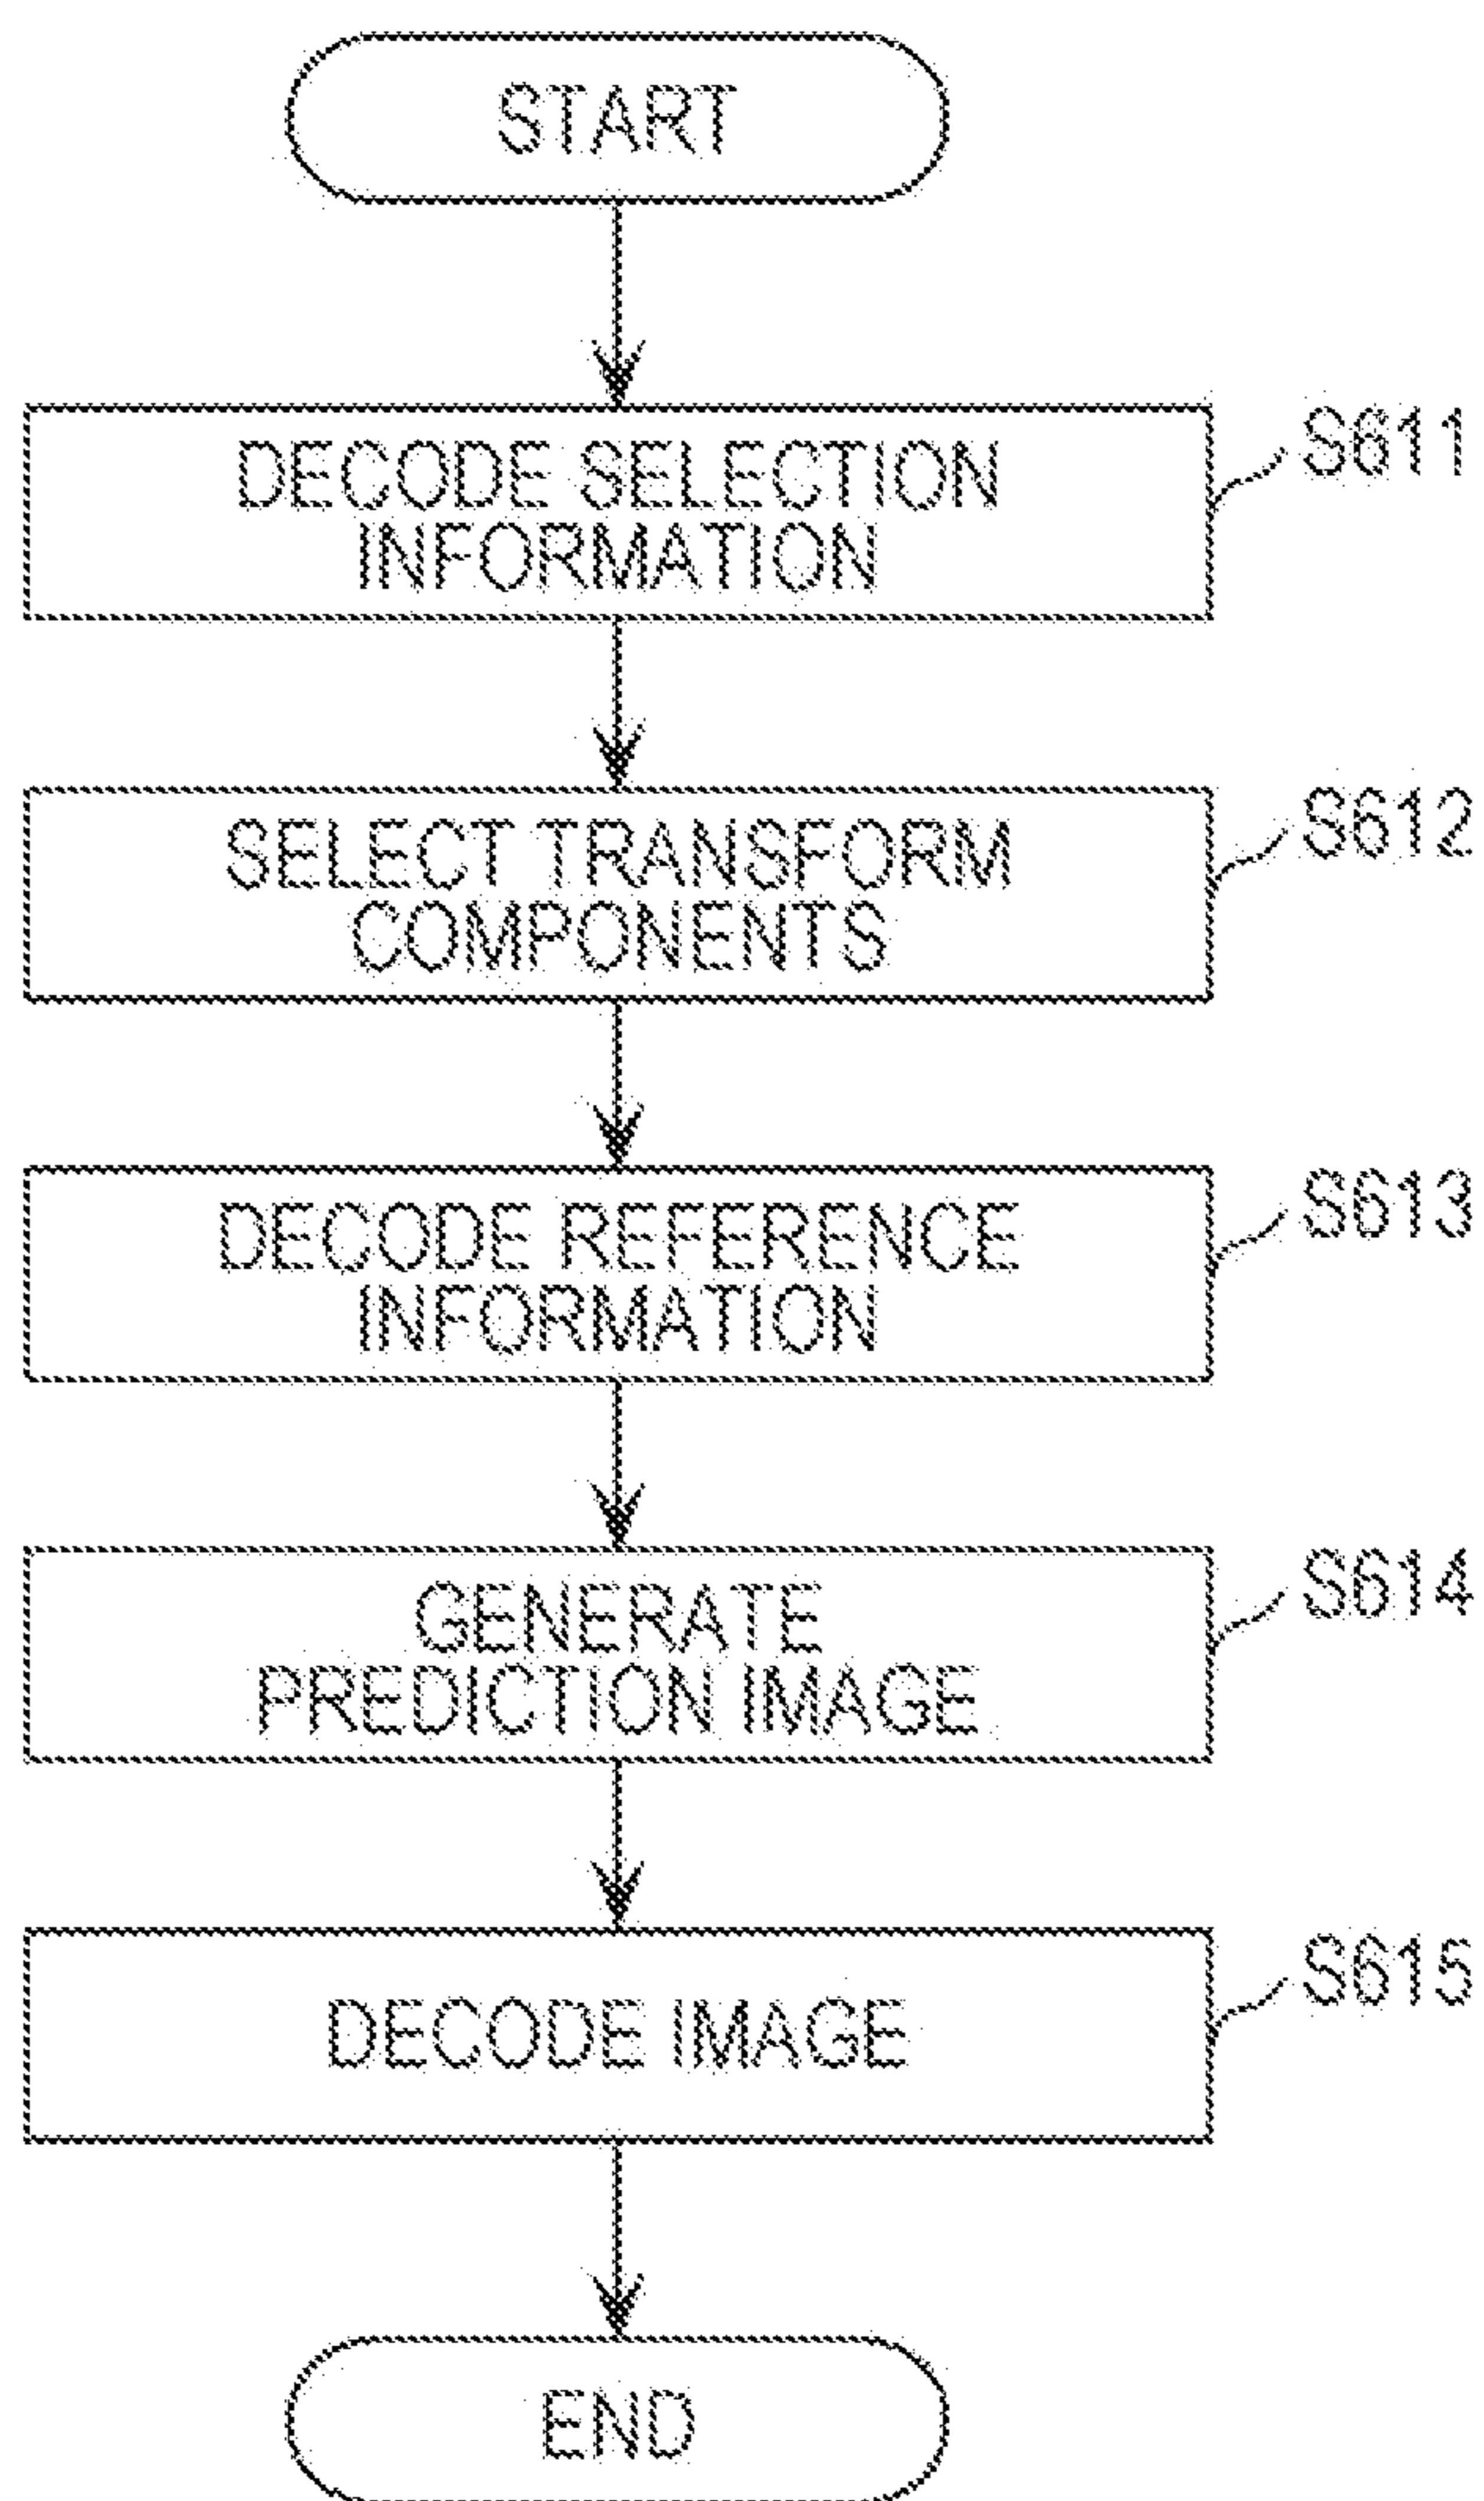 START
DECODE SELECTION
INFORMATION
S611
SELECT TRANSFORM
COMPONENTS
S612
DECODE REFERENCE
INFORMATION
S613
GENERATE
PREDICTION IMAGE
S614
DECODE IMAGE
S615
END